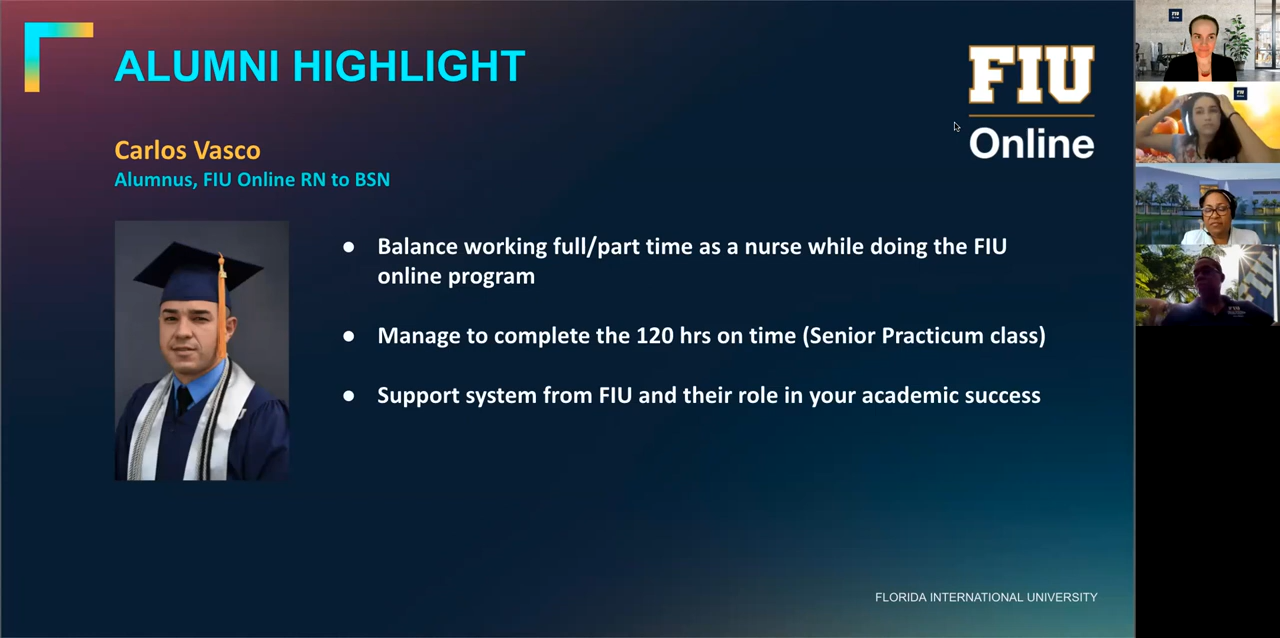 ALUMNI HIGHLIGHT
FIU
Online
Carlos Vasco
Alumnus, FIU Online RN to BSN
● Balance working full/part time as a nurse while doing the FIU
online program
● Manage to complete the 120 hrs on time (Senior Practicum class)
● Support system from FIU and their role in your academic success
FLORIDA INTERNATIONAL UNIVERSITY
FIU
FIU